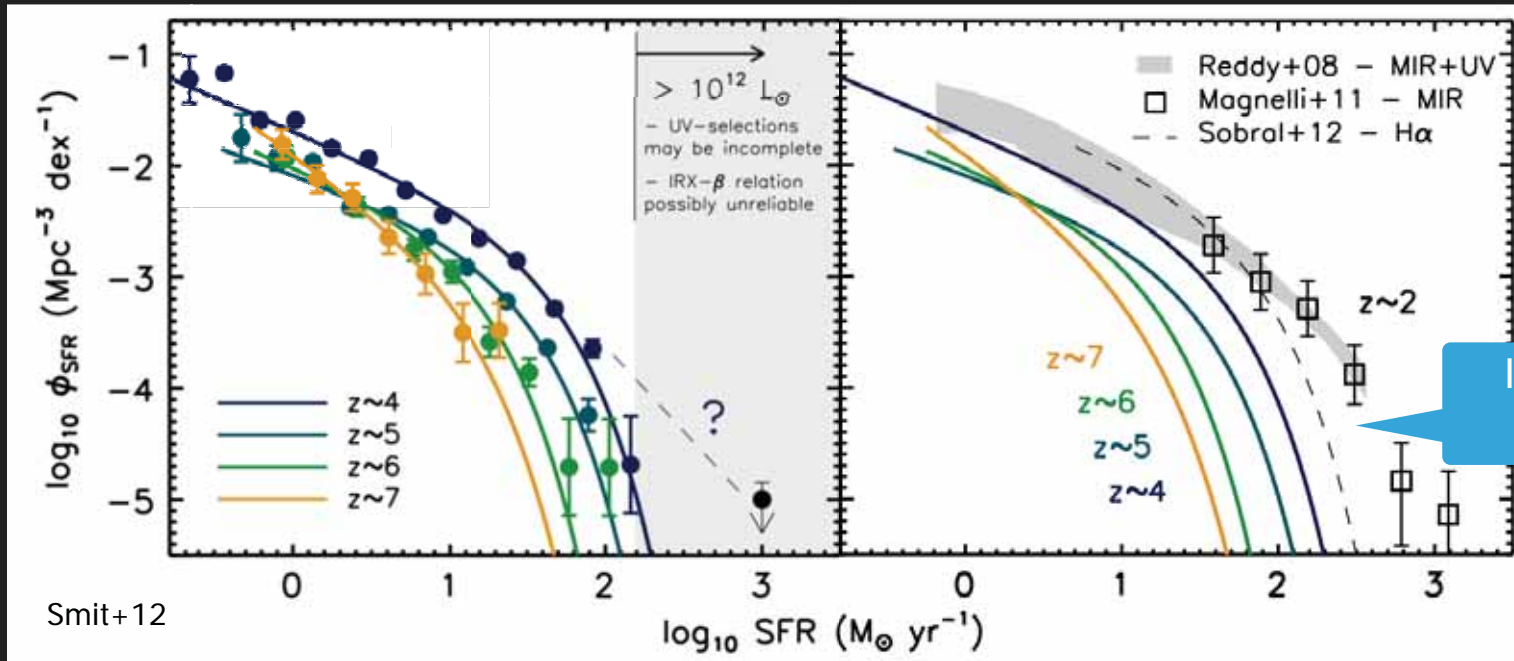 log₁₀ ϕSFR (Mpc⁻³ dex⁻¹)
−1
−2
−3
−4
−5
> 10¹² L⊙
− UV−selections
may be incomplete
− IRX−β relation
possibly unreliable
?
z~4
z~5
z~6
z~7
0 1 2 3
Reddy+08 − MIR+UV
Magnelli+11 − MIR
Sobral+12 − Hα
z~2
z~7
z~6
z~5
z~4
0 1 2 3
log₁₀ SFR (M⊙ yr⁻¹)
Smit+12